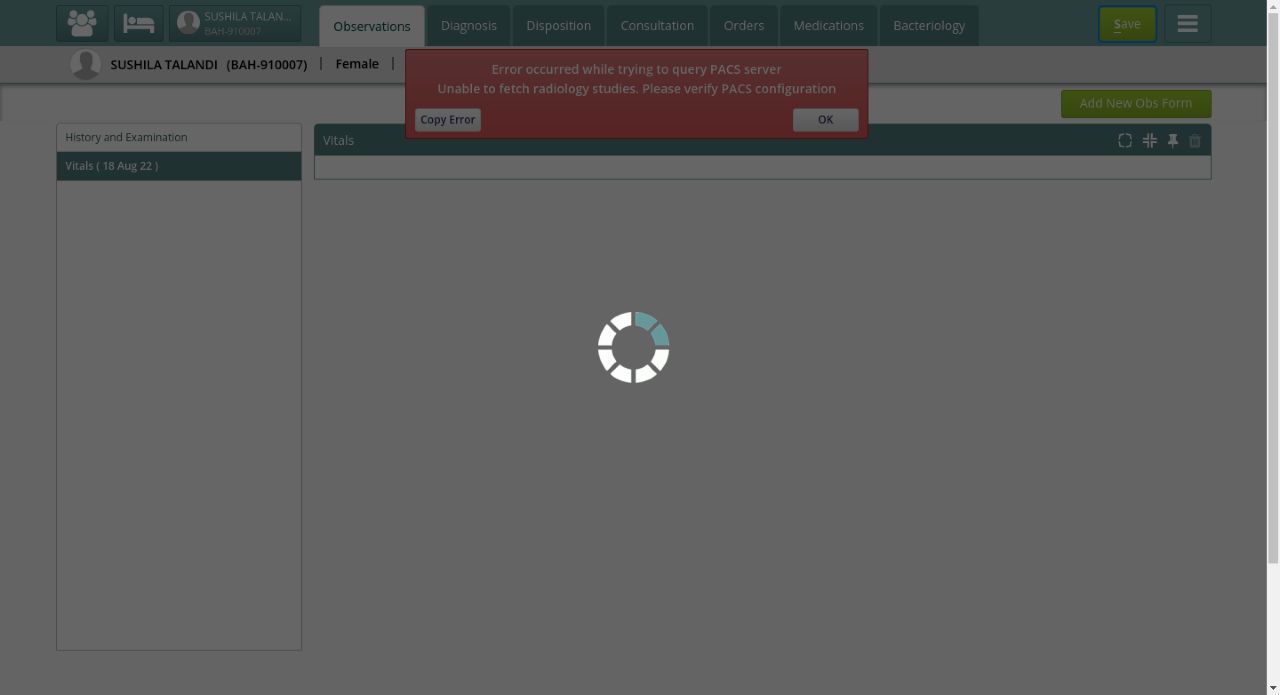 SUSHILA TALAN...
BAH-910007
Observations
Diagnosis
Disposition
Consultation
Orders
Medications
Bacteriology
Save
SUSHILA TALANDI (BAH-910007) | Female |
Error occurred while trying to query PACS server
Unable to fetch radiology studies. Please verify PACS configuration
Copy Error
OK
Add New Obs Form
History and Examination
Vitals ( 18 Aug 22 )
Vitals